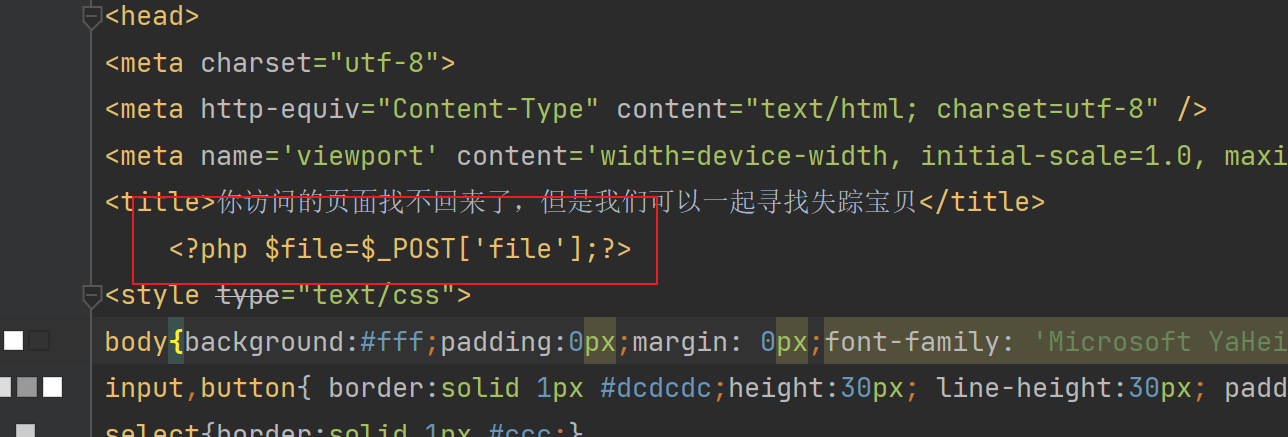 <head>
<meta charset="utf-8">
<meta http-equiv="Content-Type" content="text/html; charset=utf-8" />
<meta name='viewport' content='width=device-width, initial-scale=1.0, maxi
<title>你访问的页面找不回来了，但是我们可以一起寻找失踪宝贝</title>
<?php $file=$_POST['file'];?>
<style type="text/css">
body{background:#fff;padding:0px;margin: 0px;font-family: 'Microsoft YaHei
input,button{ border:solid 1px #dcdcdc;height:30px; line-height:30px; padd
select{border:solid 1px #ccc;}